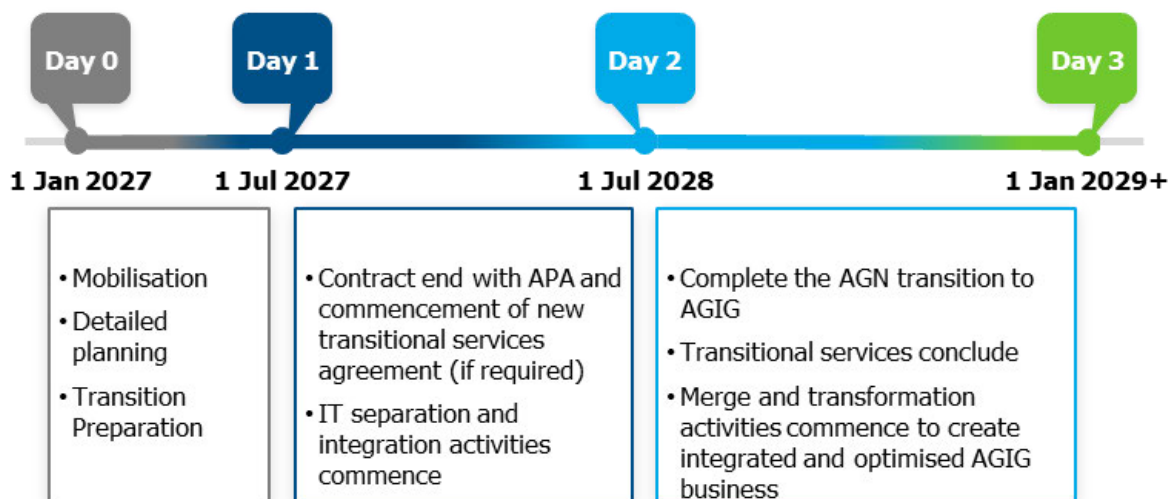 Day 0
Day 1
Day 2
Day 3
1 Jan 2027
1 Jul 2027
1 Jul 2028
1 Jan 2029+
• Mobilisation
• Detailed
planning
• Transition
Preparation
• Contract end with APA and
commencement of new
transitional services
agreement (if required)
• IT separation and
integration activities
commence
• Complete the AGN transition to
AGIG
• Transitional services conclude
• Merge and transformation
activities commence to create
integrated and optimised AGIG
business